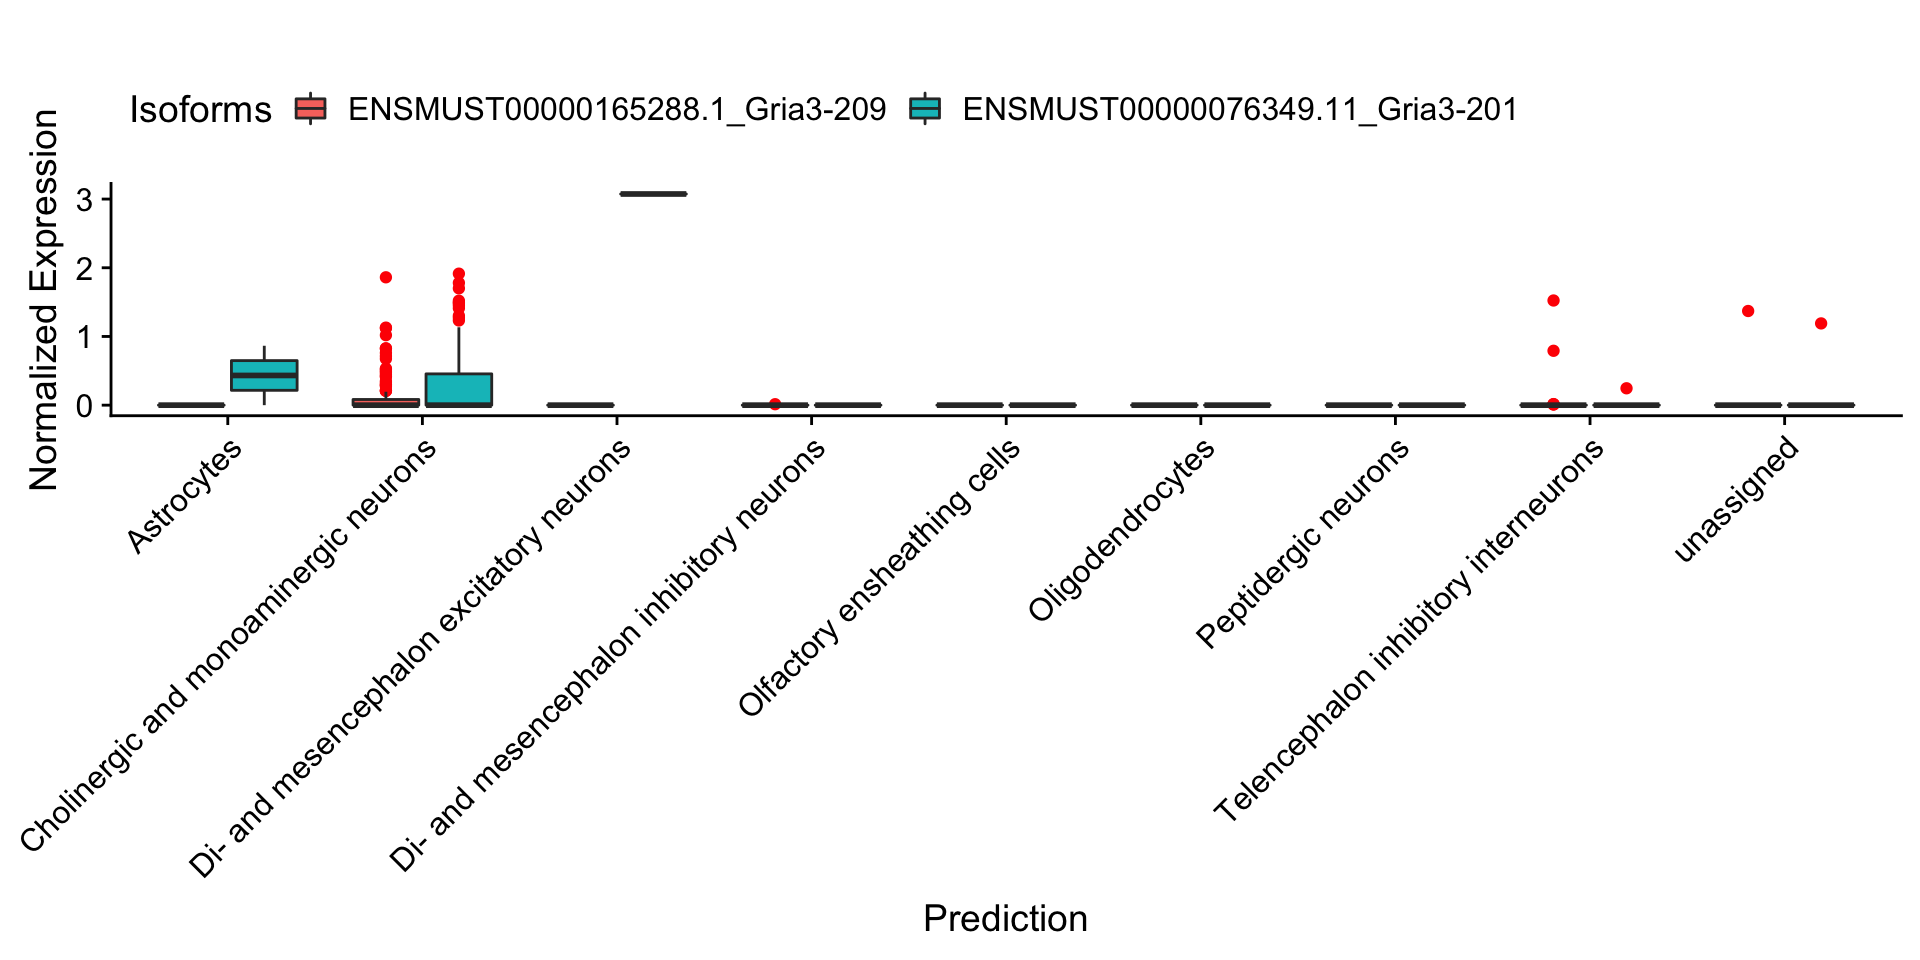 Isoforms ENSMUST00000165288.1_Gria3-209 ENSMUST00000076349.11_Gria3-201
Normalized Expression
3
2
1
0
Astrocytes
Cholinergic and monoaminergic neurons
Di- and mesencephalon excitatory neurons
Di- and mesencephalon inhibitory neurons
Olfactory ensheathing cells
Oligodendrocytes
Peptidergic neurons
Telencephalon inhibitory interneurons
unassigned
Prediction